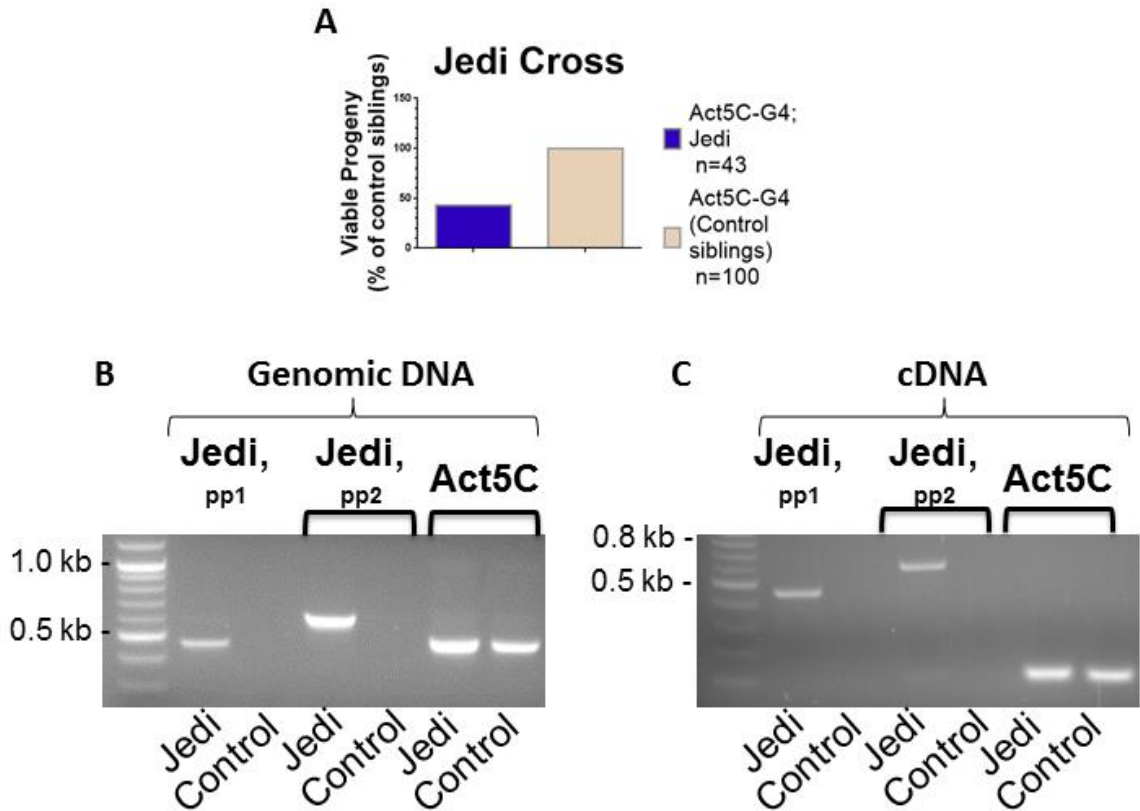 A
Jedi Cross
Viable Progeny
(% of control siblings)
150
100
50
0
Act5C-G4;
Jedi
n=43
Act5C-G4
(Control
siblings)
n=100
B
Genomic DNA
Jedi,
pp1
Jedi,
pp2
Act5C
1.0 kb -
0.5 kb -
Jedi
Control
Jedi
Control
Jedi
Control
C
cDNA
Jedi,
pp1
Jedi,
pp2
Act5C
0.8 kb -
0.5 kb -
Jedi
Control
Jedi
Control
Jedi
Control